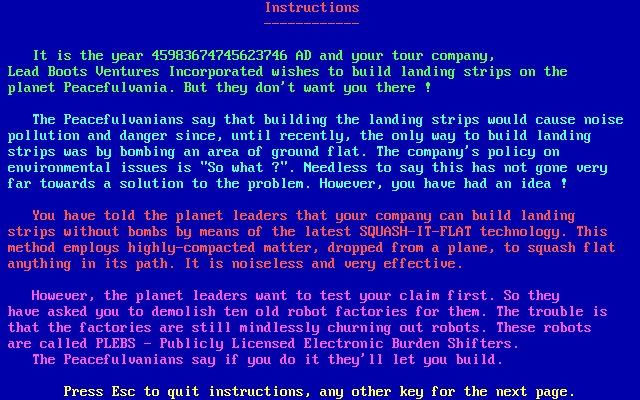 Instructions
------------
It is the year 45983674745623746 AD and your tour company,
Lead Boots Ventures Incorporated wishes to build landing strips on the
planet Peacefulvania. But they don't want you there !
The Peacefulvanians say that building the landing strips would cause noise
pollution and danger since, until recently, the only way to build landing
strips was by bombing an area of ground flat. The company's policy on
environmental issues is "So what ?". Needless to say this has not gone very
far towards a solution to the problem. However, you have had an idea !
You have told the planet leaders that your company can build landing
strips without bombs by means of the latest SQUASH-IT-FLAT technology. This
method employs highly-compacted matter, dropped from a plane, to squash flat
anything in its path. It is noiseless and very effective.
However, the planet leaders want to test your claim first. So they
have asked you to demolish ten old robot factories for them. The trouble is
that the factories are still mindlessly churning out robots. These robots
are called PLEBS - Publicly Licensed Electronic Burden Shifters.
The Peacefulvanians say if you do it they'll let you build.
Press Esc to quit instructions, any other key for the next page.